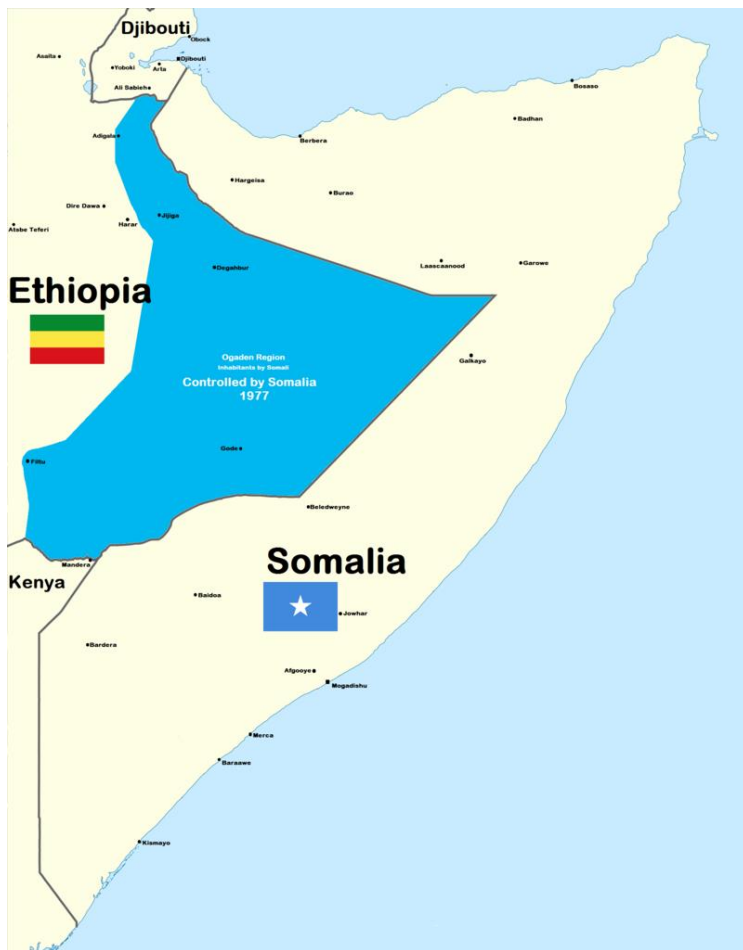 Djibouti
Obock
Asaila
Djibouti
Yoboki
Arta
Ali Sabieh
Bosaso
Badhan
Adigala
Berbera
Hargeisa
Burao
Dire Dawa
Jijiga
Harar
Atabe Teferi
Laascaanood
Garowe
Degahbur
Ethiopia
Ogaden Region
Inhabitants by Somali
Controlled by Somalia
1977
Galkayo
Gode
Filtu
Beledweyne
Mandera
Somalia
Kenya
Baidoa
Jowhar
Bardera
Afgooye
Mogadishu
Merca
Baraawe
Kismayo